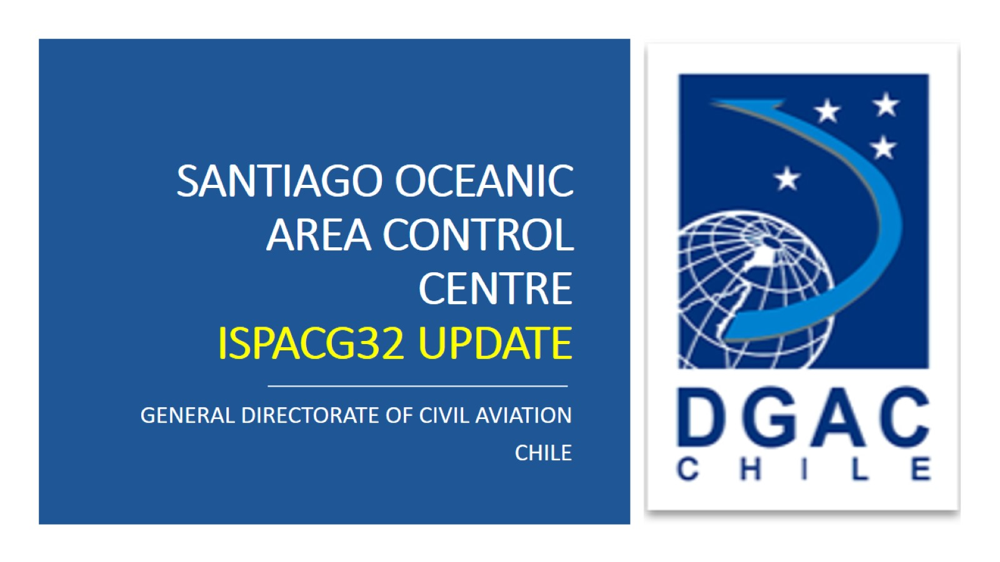 SANTIAGO OCEANIC
AREA CONTROL
CENTRE
ISPACG32 UPDATE
GENERAL DIRECTORATE OF CIVIL AVIATION
CHILE
DGAC
CHILE